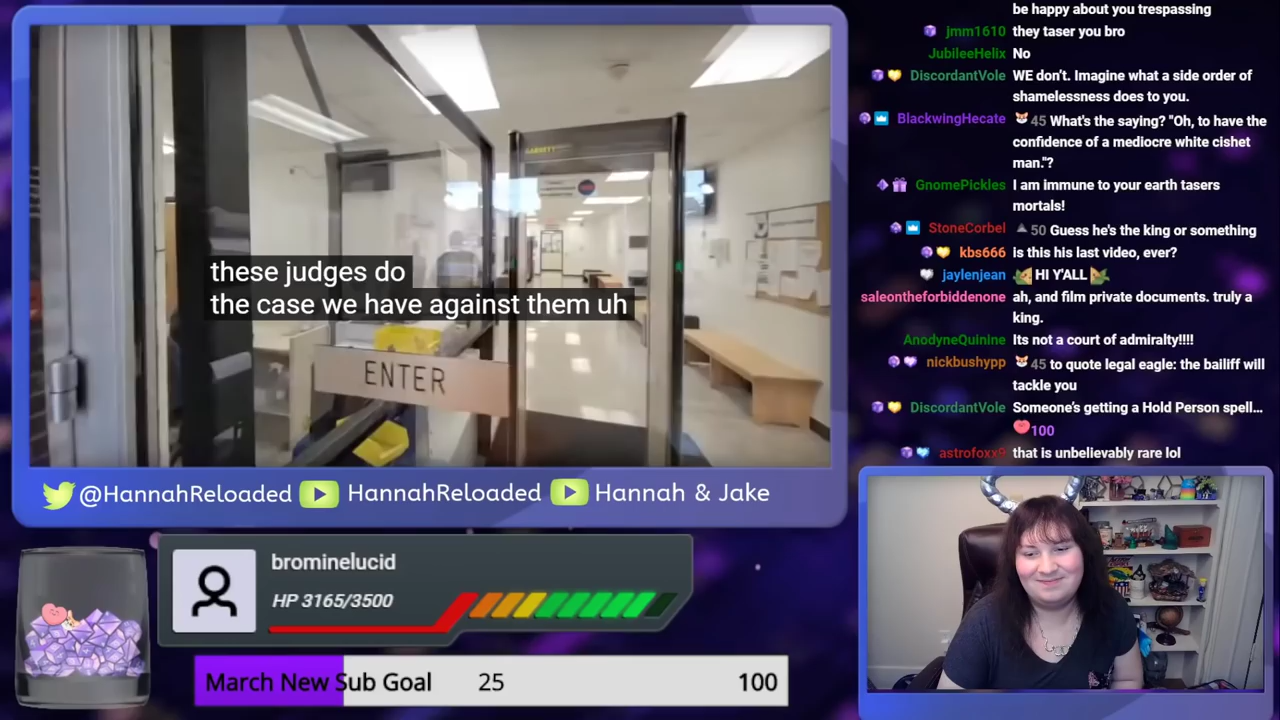 these judges do
the case we have against them uh
GARRETT
ENTER
@HannahReloaded HannahReloaded Hannah & Jake
brominelucid
HP 3165/3500
March New Sub Goal 25 100
be happy about you trespassing
jmm1610 they taser you bro
JubileeHelix No
DiscordantVole WE don't. Imagine what a side order of
shamelessness does to you.
BlackwingHecate 45 What's the saying? "Oh, to have the
confidence of a mediocre white cishet
man."?
GnomePickles I am immune to your earth tasers
mortals!
StoneCorbel 50 Guess he's the king or something
kbs666 is this his last video, ever?
jaylenjean HI Y'ALL
saleontheforbiddenone ah, and film private documents. truly a
king.
AnodyneQuinine Its not a court of admiralty!!!!
nickbushypp 45 to quote legal eagle: the bailiff will
tackle you
DiscordantVole Someone's getting a Hold Person spell...
100
astrofoxx9 that is unbelievably rare lol